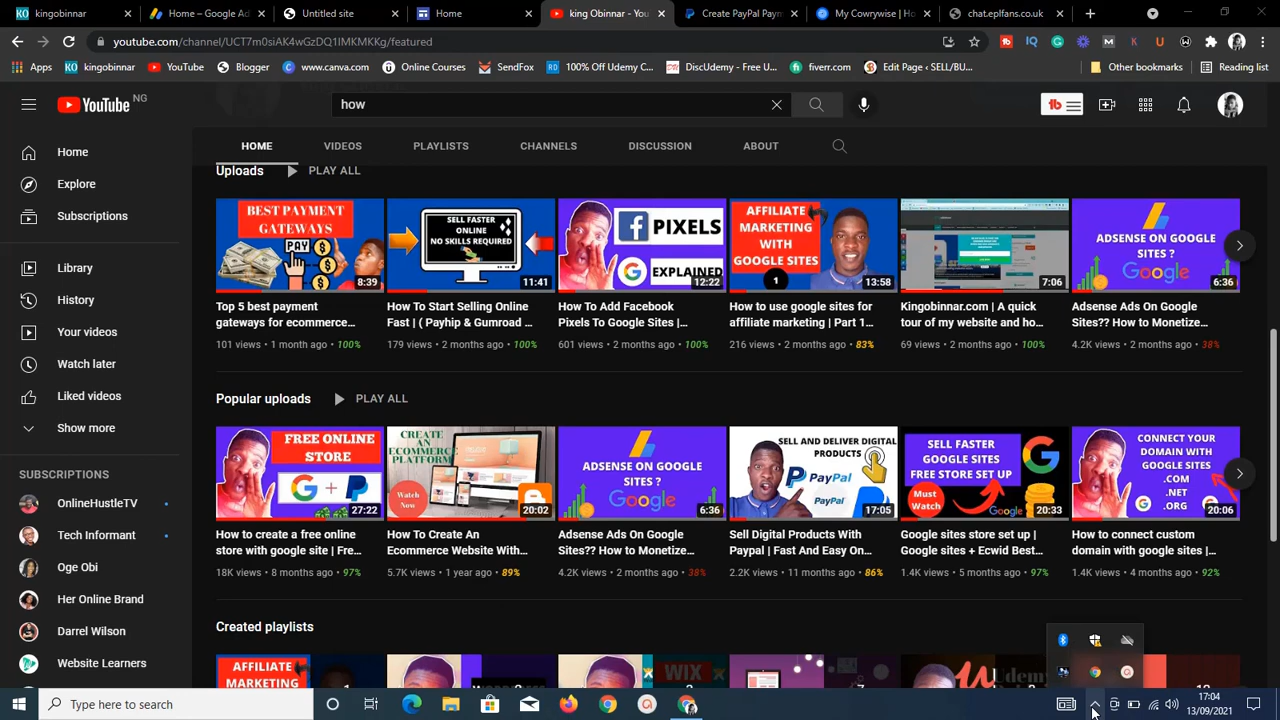 kingobinnar
Home – Google Ad
Untitled site
Home
king Obinnar - You
Create PayPal Paym
My Cowrywise | Ho
chat.eplfans.co.uk
youtube.com/channel/UCT7m0siAK4wGzDQ1IMKMKKg/featured
Apps
kingobinnar
YouTube
Blogger
www.canva.com
Online Courses
SendFox
100% Off Udemy C...
DiscUdemy - Free U...
fiverr.com
Edit Page ‹ SELL/BU...
Other bookmarks
Reading list
YouTube NG
how
Home
Explore
Subscriptions
Library
History
Your videos
Watch later
Liked videos
Show more
SUBSCRIPTIONS
OnlineHustleTV
Tech Informant
Oge Obi
Her Online Brand
Darrel Wilson
Website Learners
HOME
VIDEOS
PLAYLISTS
CHANNELS
DISCUSSION
ABOUT
Uploads
PLAY ALL
BEST PAYMENT
GATEWAYS
PAY
8:39
Top 5 best payment
gateways for ecommerce...
101 views • 1 month ago • 100%
SELL FASTER
ONLINE
NO SKILLS REQUIRED
11:41
How To Start Selling Online
Fast | ( Payhip & Gumroad ...
179 views • 2 months ago • 100%
PIXELS
EXPLAINED
12:22
How To Add Facebook
Pixels To Google Sites |...
601 views • 2 months ago • 100%
AFFILIATE
MARKETING
WITH
GOOGLE SITES
1
13:58
How to use google sites for
affiliate marketing | Part 1...
216 views • 2 months ago • 83%
7:06
Kingobinnar.com | A quick
tour of my website and ho...
69 views • 2 months ago • 100%
ADSENSE ON GOOGLE
SITES ?
Google
6:36
Adsense Ads On Google
Sites?? How to Monetize...
4.2K views • 2 months ago • 38%
Popular uploads
PLAY ALL
FREE ONLINE
STORE
G + P
27:22
How to create a free online
store with google site | Fre...
18K views • 8 months ago • 97%
CREATE
AN
ECOMMERCE
PLATFORM
Watch
Now
20:02
How To Create An
Ecommerce Website With...
5.7K views • 1 year ago • 89%
ADSENSE ON GOOGLE
SITES ?
Google
6:36
Adsense Ads On Google
Sites?? How to Monetize...
4.2K views • 2 months ago • 38%
SELL AND DELIVER DIGITAL
PRODUCTS
PayPal
PayPal
17:05
Sell Digital Products With
Paypal | Fast And Easy On...
2.2K views • 11 months ago • 86%
SELL FASTER
GOOGLE SITES
FREE STORE SET UP
Must
Watch
Google
20:33
Google sites store set up |
Google sites + Ecwid Best...
1.4K views • 5 months ago • 97%
CONNECT YOUR
DOMAIN WITH
GOOGLE SITES
.COM
.NET
.ORG
20:06
How to connect custom
domain with google sites |...
1.4K views • 4 months ago • 92%
Created playlists
AFFILIATE
MARKETING
WIX
Udemy
Type here to search
17:04
13/09/2021